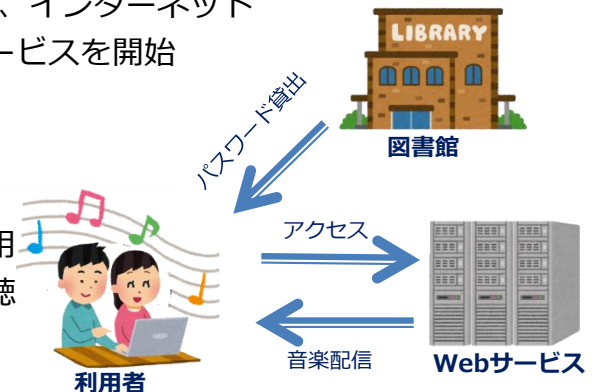 、インターネット
ービスを開始
LIBRARY
図書館
パスワード貸出
用
聴
アクセス
音楽配信
利用者
Webサービス